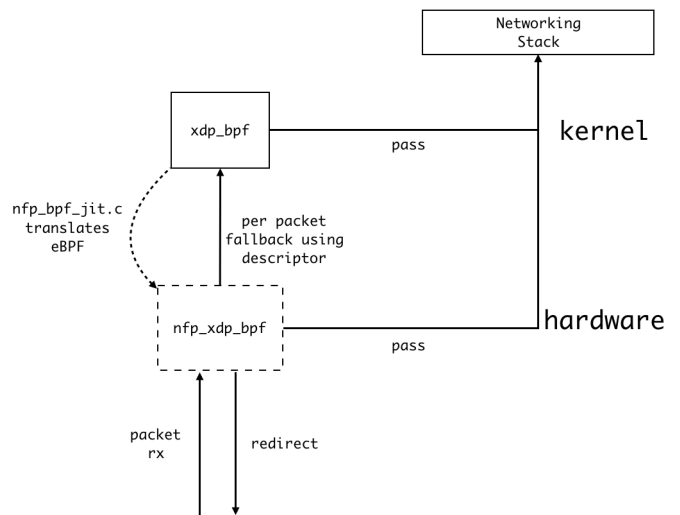 Networking
Stack
xdp_bpf
kernel
pass
nfp_bpf_jit.c
translates
eBPF
per packet
fallback using
descriptor
nfp_xdp_bpf
hardware
pass
packet
rx
redirect